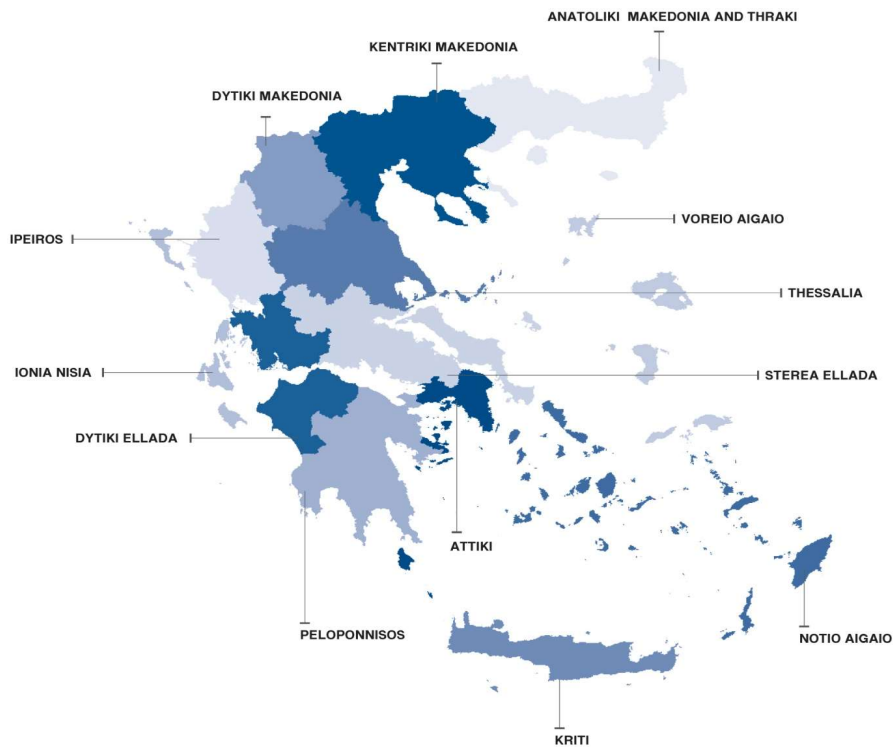 ANATOLIKI MAKEDONIA AND THRAKI
KENTRIKI MAKEDONIA
DYTIKI MAKEDONIA
VOREIO AIGAIO
IPEIROS
THESSALIA
IONIA NISIA
STEREA ELLADA
DYTIKI ELLADA
ATTIKI
PELOPONNISOS
NOTIO AIGAIO
KRITI